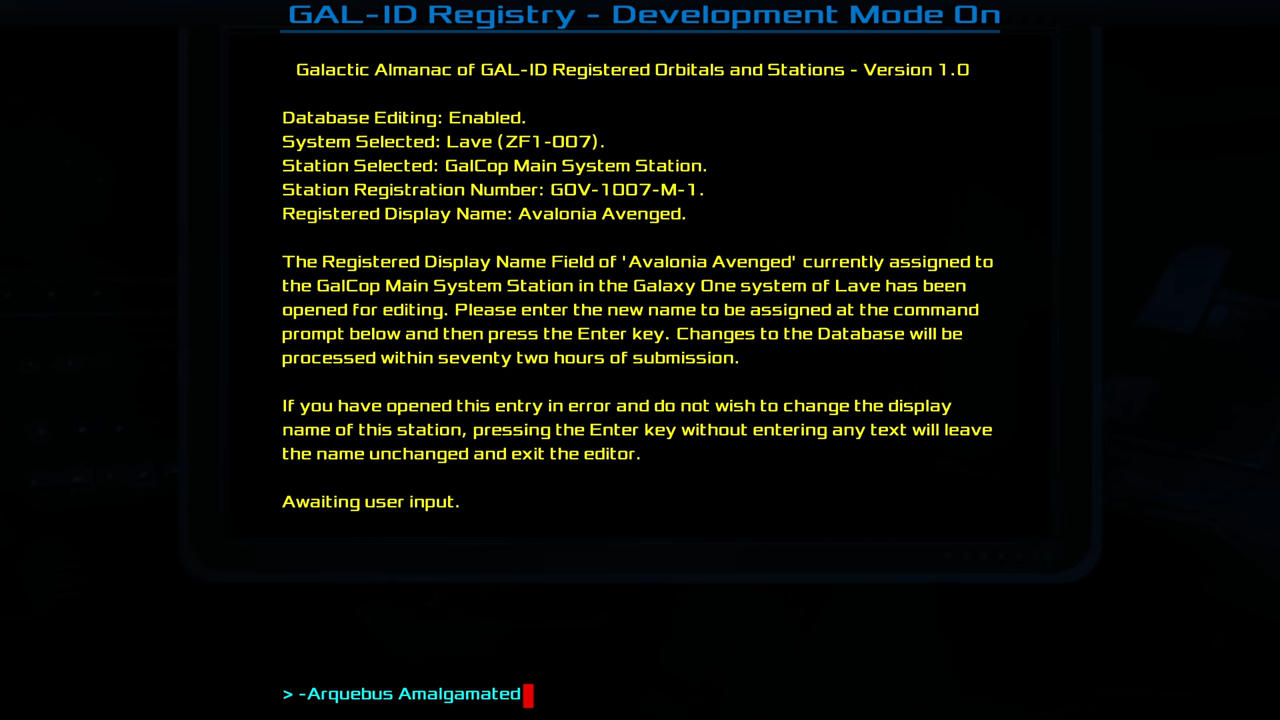 GAL-ID Registry - Development Mode On
Galactic Almanac of GAL-ID Registered Orbitals and Stations - Version 1.0
Database Editing: Enabled.
System Selected: Lave (ZF1-007).
Station Selected: GalCop Main System Station.
Station Registration Number: GOV-1007-M-1.
Registered Display Name: Avalonia Avenged.
The Registered Display Name Field of 'Avalonia Avenged' currently assigned to
the GalCop Main System Station in the Galaxy One system of Lave has been
opened for editing. Please enter the new name to be assigned at the command
prompt below and then press the Enter key. Changes to the Database will be
processed within seventy two hours of submission.
If you have opened this entry in error and do not wish to change the display
name of this station, pressing the Enter key without entering any text will leave
the name unchanged and exit the editor.
Awaiting user input.
> -Arquebus Amalgamated